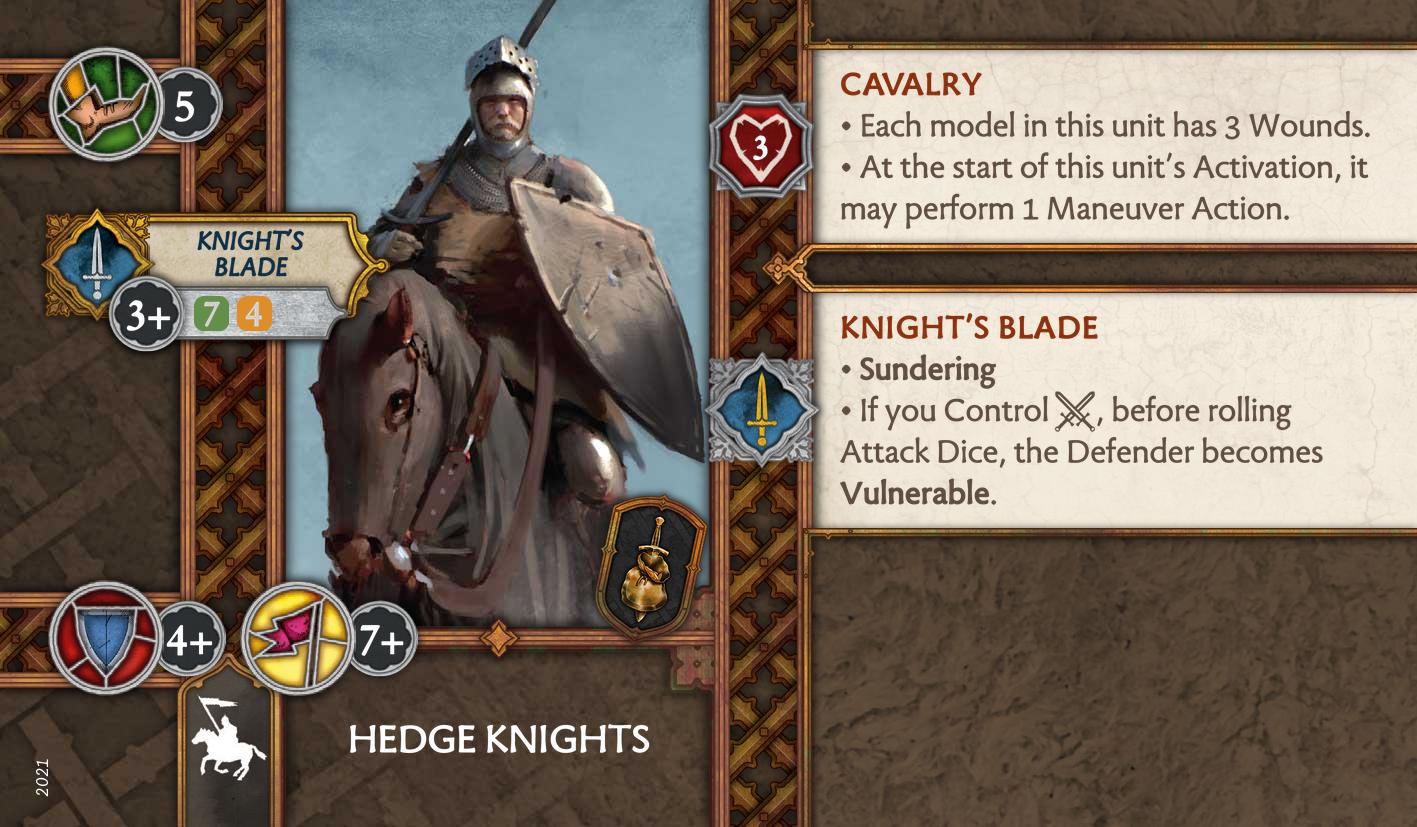 5
KNIGHT'S
BLADE
3+ 7 4
4+ 7+
HEDGE KNIGHTS
2021
3
CAVALRY
• Each model in this unit has 3 Wounds.
• At the start of this unit's Activation, it
may perform 1 Maneuver Action.
KNIGHT'S BLADE
• Sundering
• If you Control , before rolling
Attack Dice, the Defender becomes
Vulnerable.